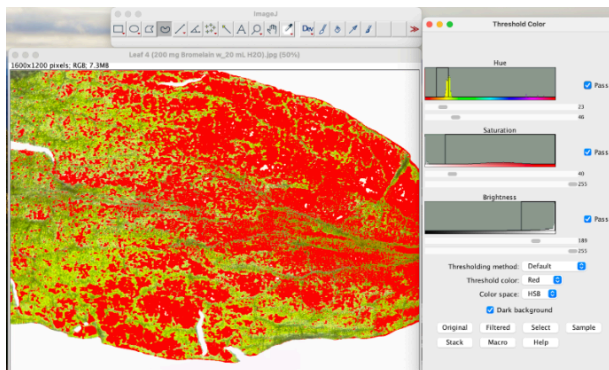 ImageJ
Dev
Leaf 4 (200 mg Bromelain w_20 mL H2O).jpg (50%)
1600x1200 pixels; RGB; 7.3MB
Threshold Color
Hue
Pass
23
46
Saturation
Pass
40
255
Brightness
Pass
189
255
Thresholding method: Default
Threshold color: Red
Color space: HSB
Dark background
Original Filtered Select Sample
Stack Macro Help